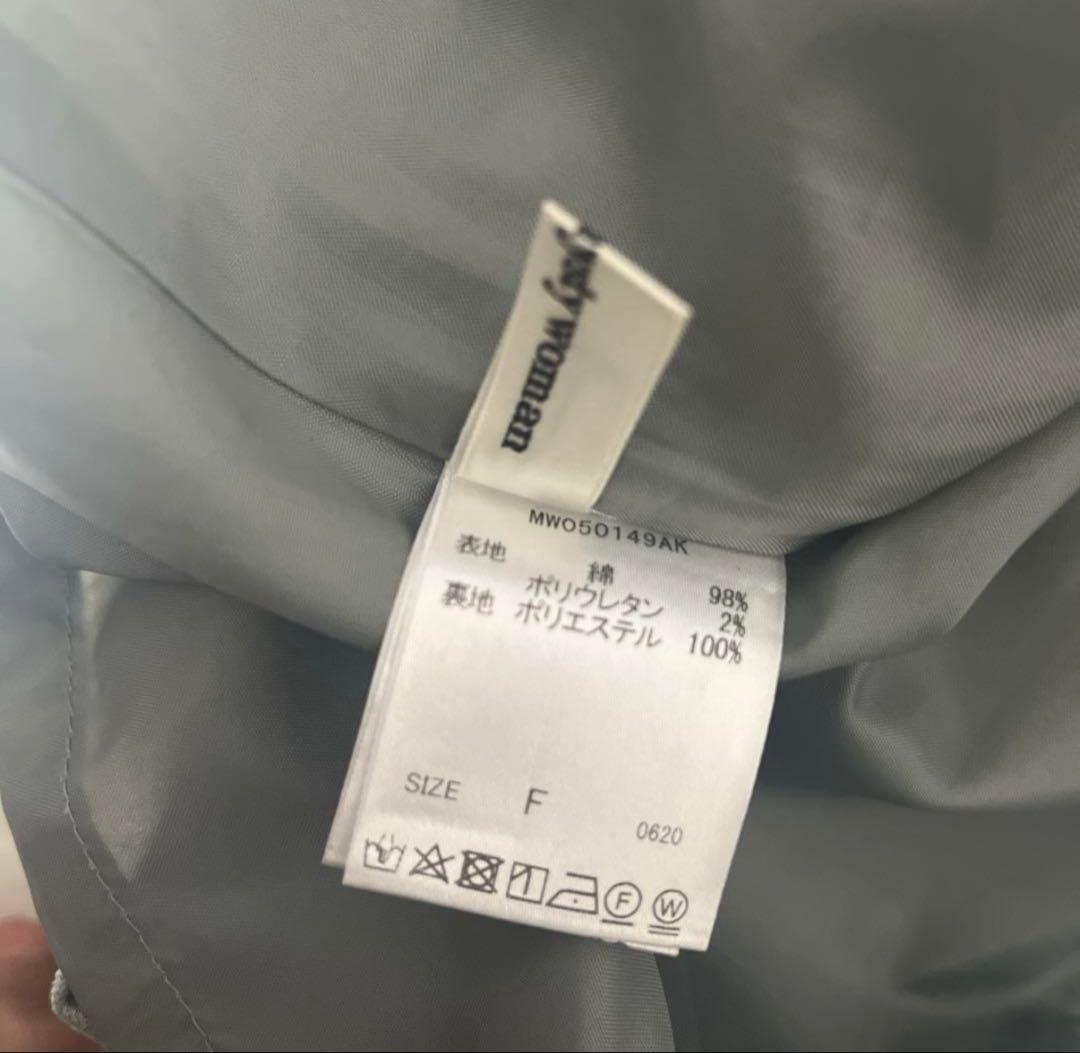 woman
MW050149AK
表地 綿 98%
ポリウレタン 2%
裏地 ポリエステル 100%
SIZE F
0620
F W